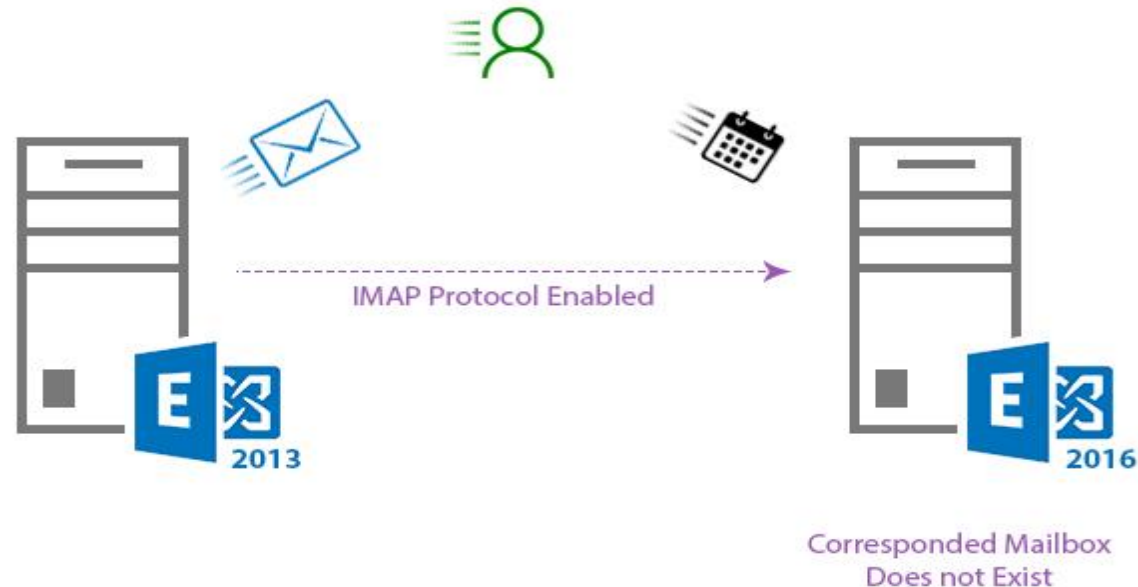 IMAP Protocol Enabled
E
2013
E
2016
Corresponded Mailbox
Does not Exist